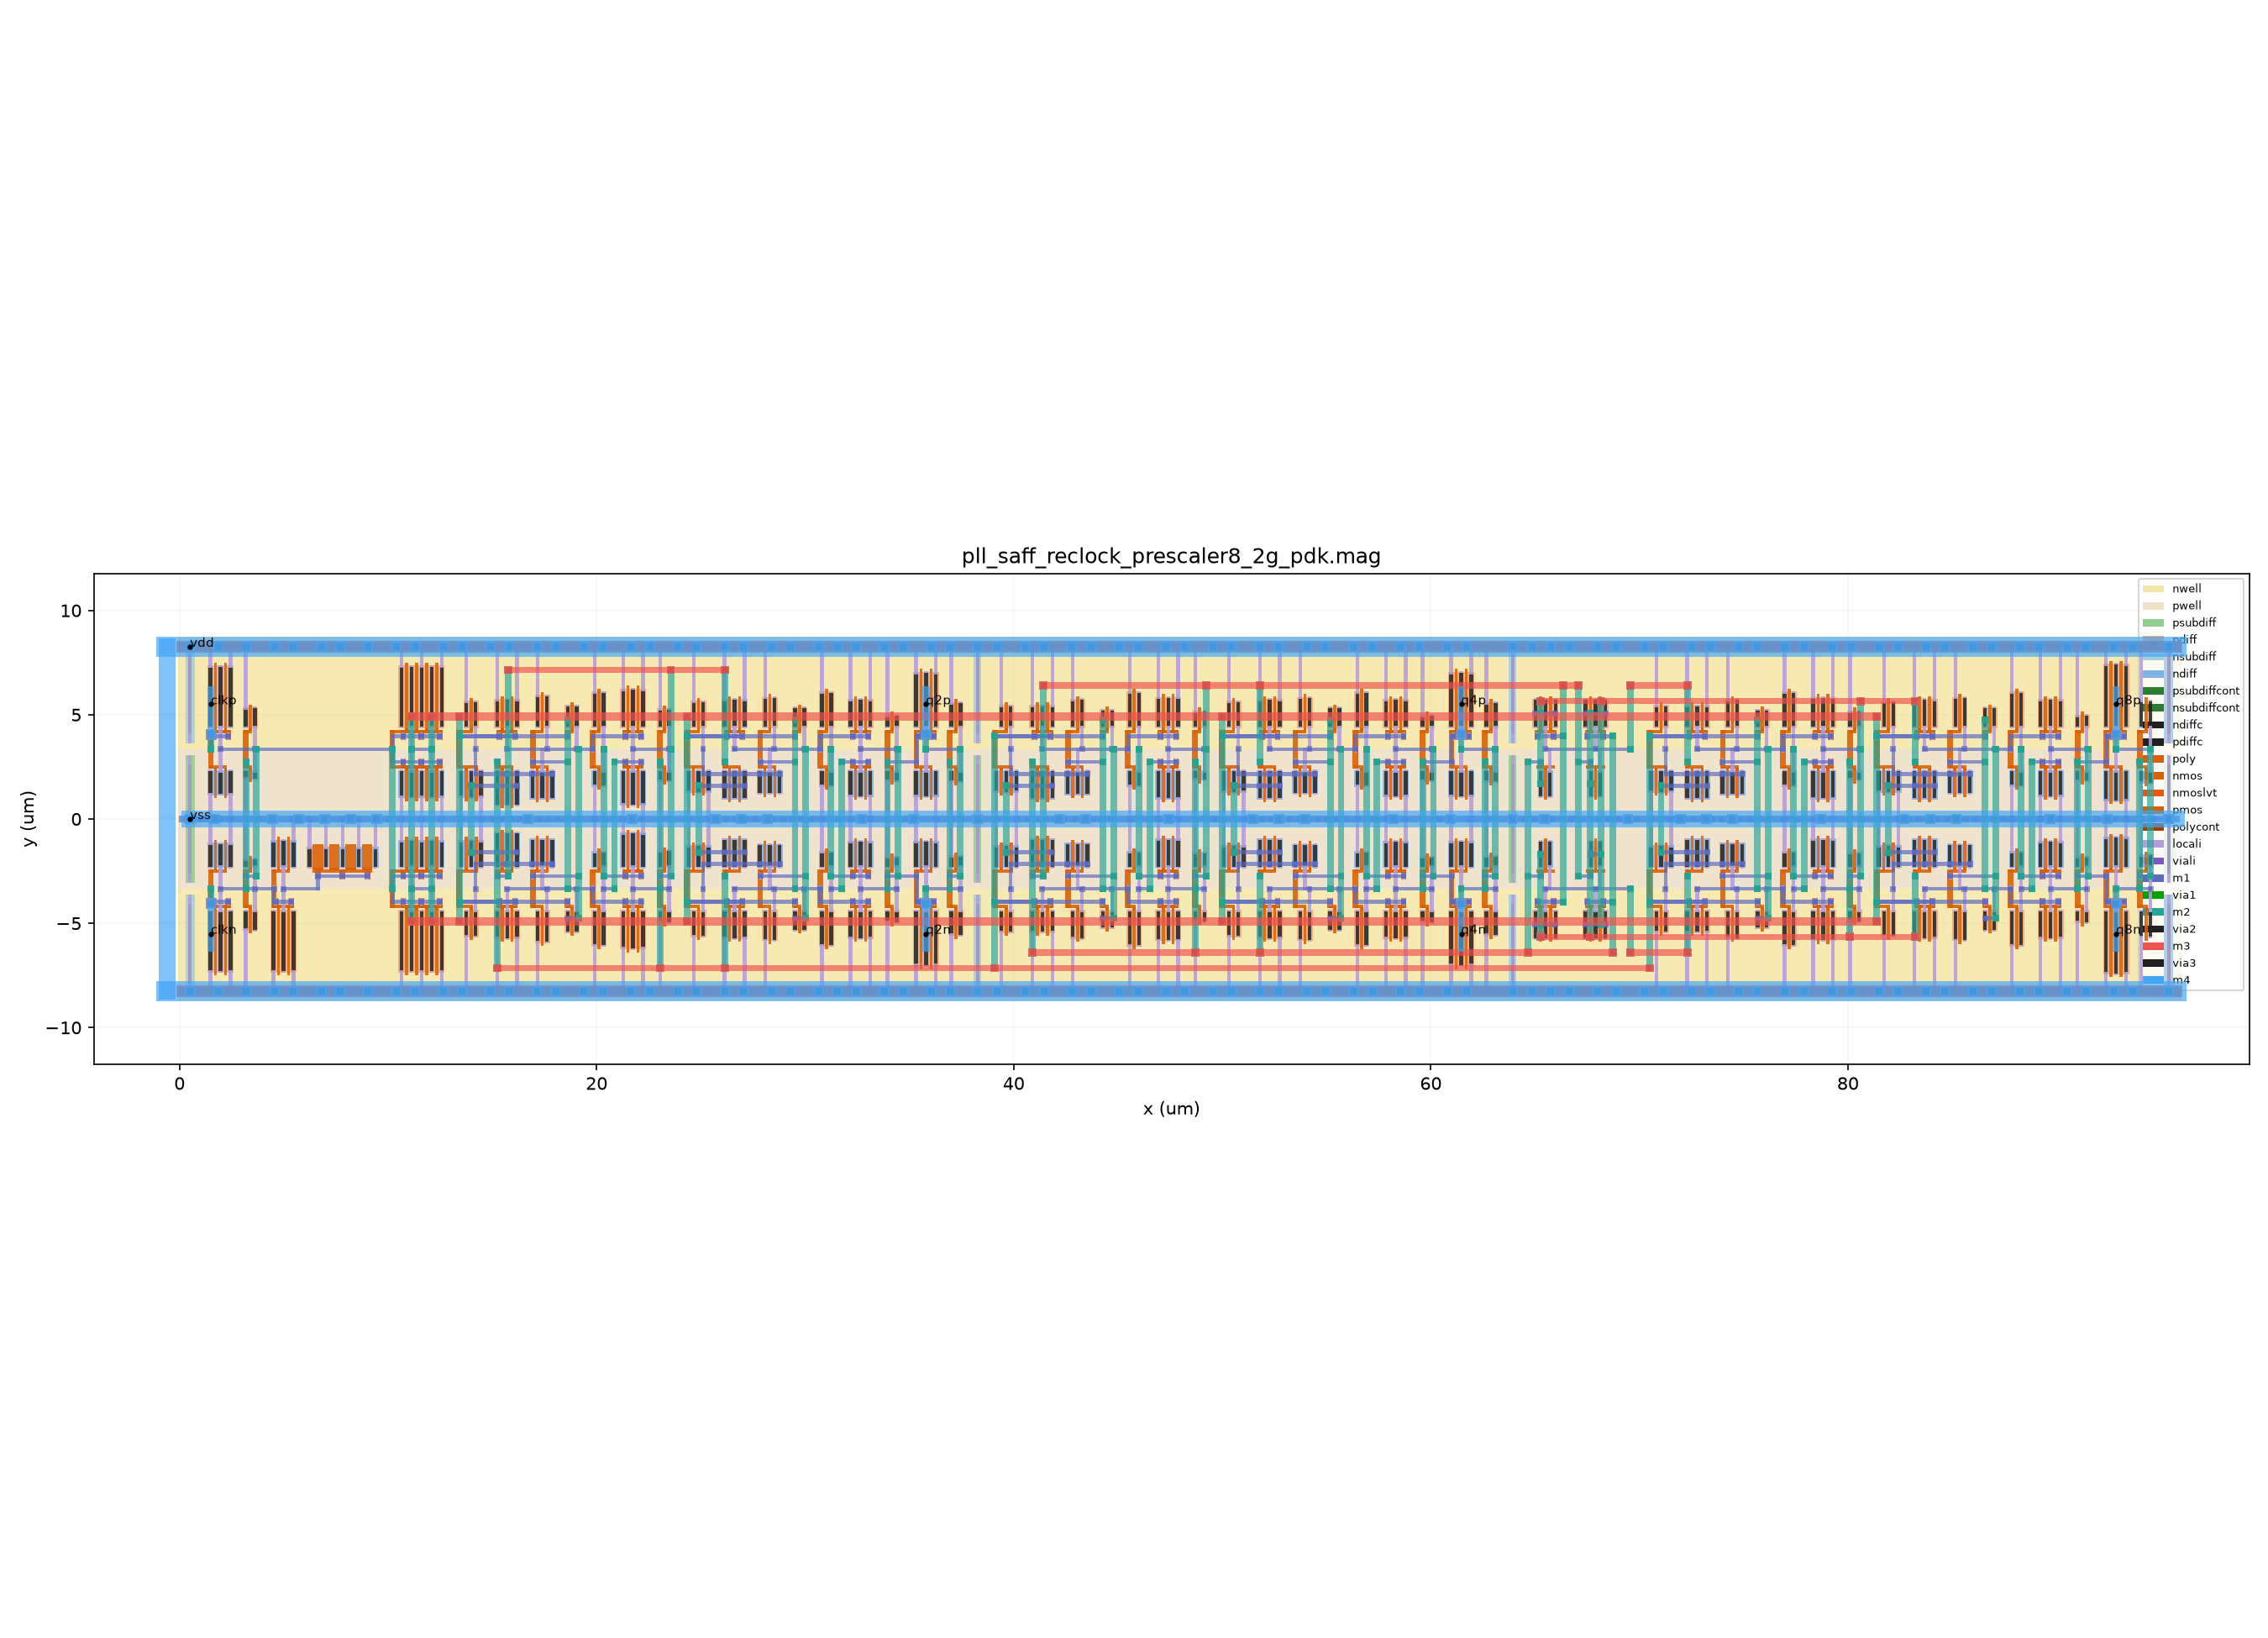 pll_saff_reclock_prescaler8_2g_pdk.mag
y (um)
10
5
0
−5
−10
0
20
40
60
80
x (um)
vdd
clkp
q2p
q4p
q8p
vss
clkn
q2n
q4n
q8n
nwell
pwell
psubdiff
pdiff
nsubdiff
ndiff
psubdiffcont
nsubdiffcont
ndiffc
pdiffc
poly
nmos
nmoslvt
pmos
polycont
locali
viali
m1
via1
m2
via2
m3
via3
m4